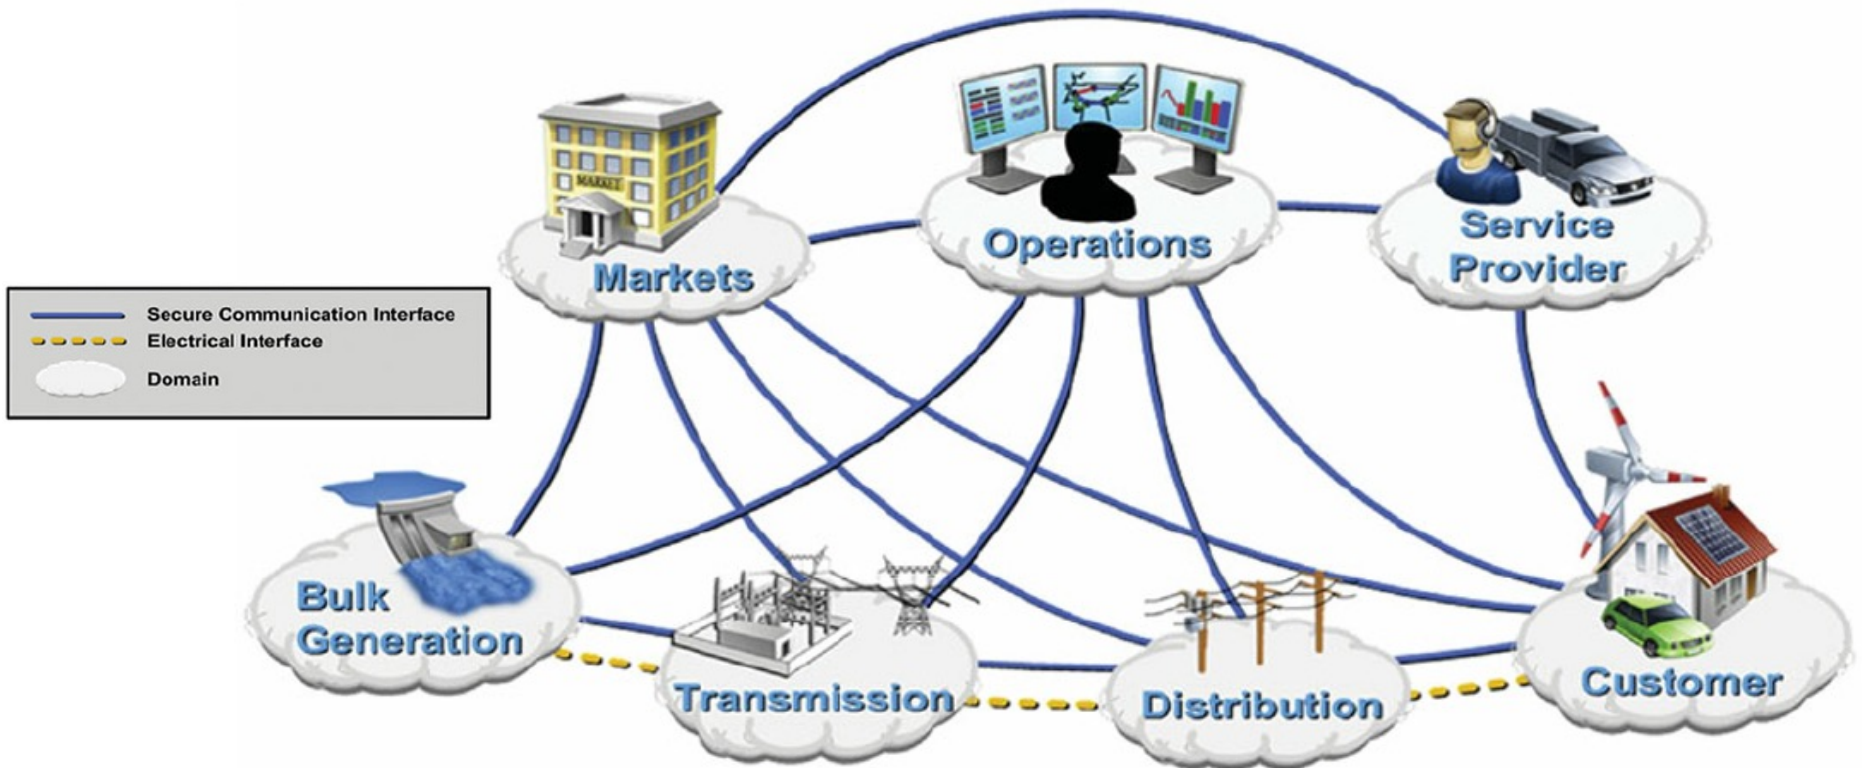 MARKET
Markets
Operations
Service
Provider
Secure Communication Interface
Electrical Interface
Domain
Bulk
Generation
Transmission
Distribution
Customer